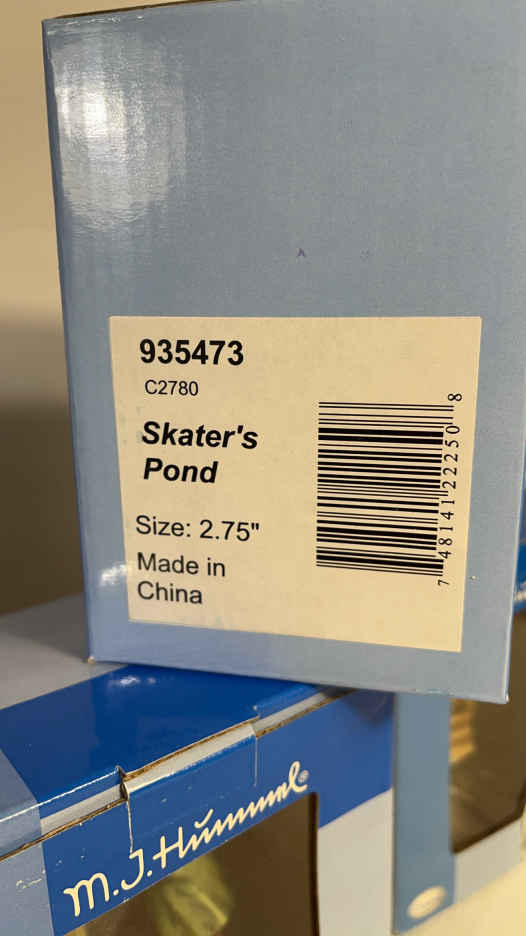 935473
C2780
Skater's
Pond
Size: 2.75"
Made in
China
7 48141 22250 8
M.J.Hummel®